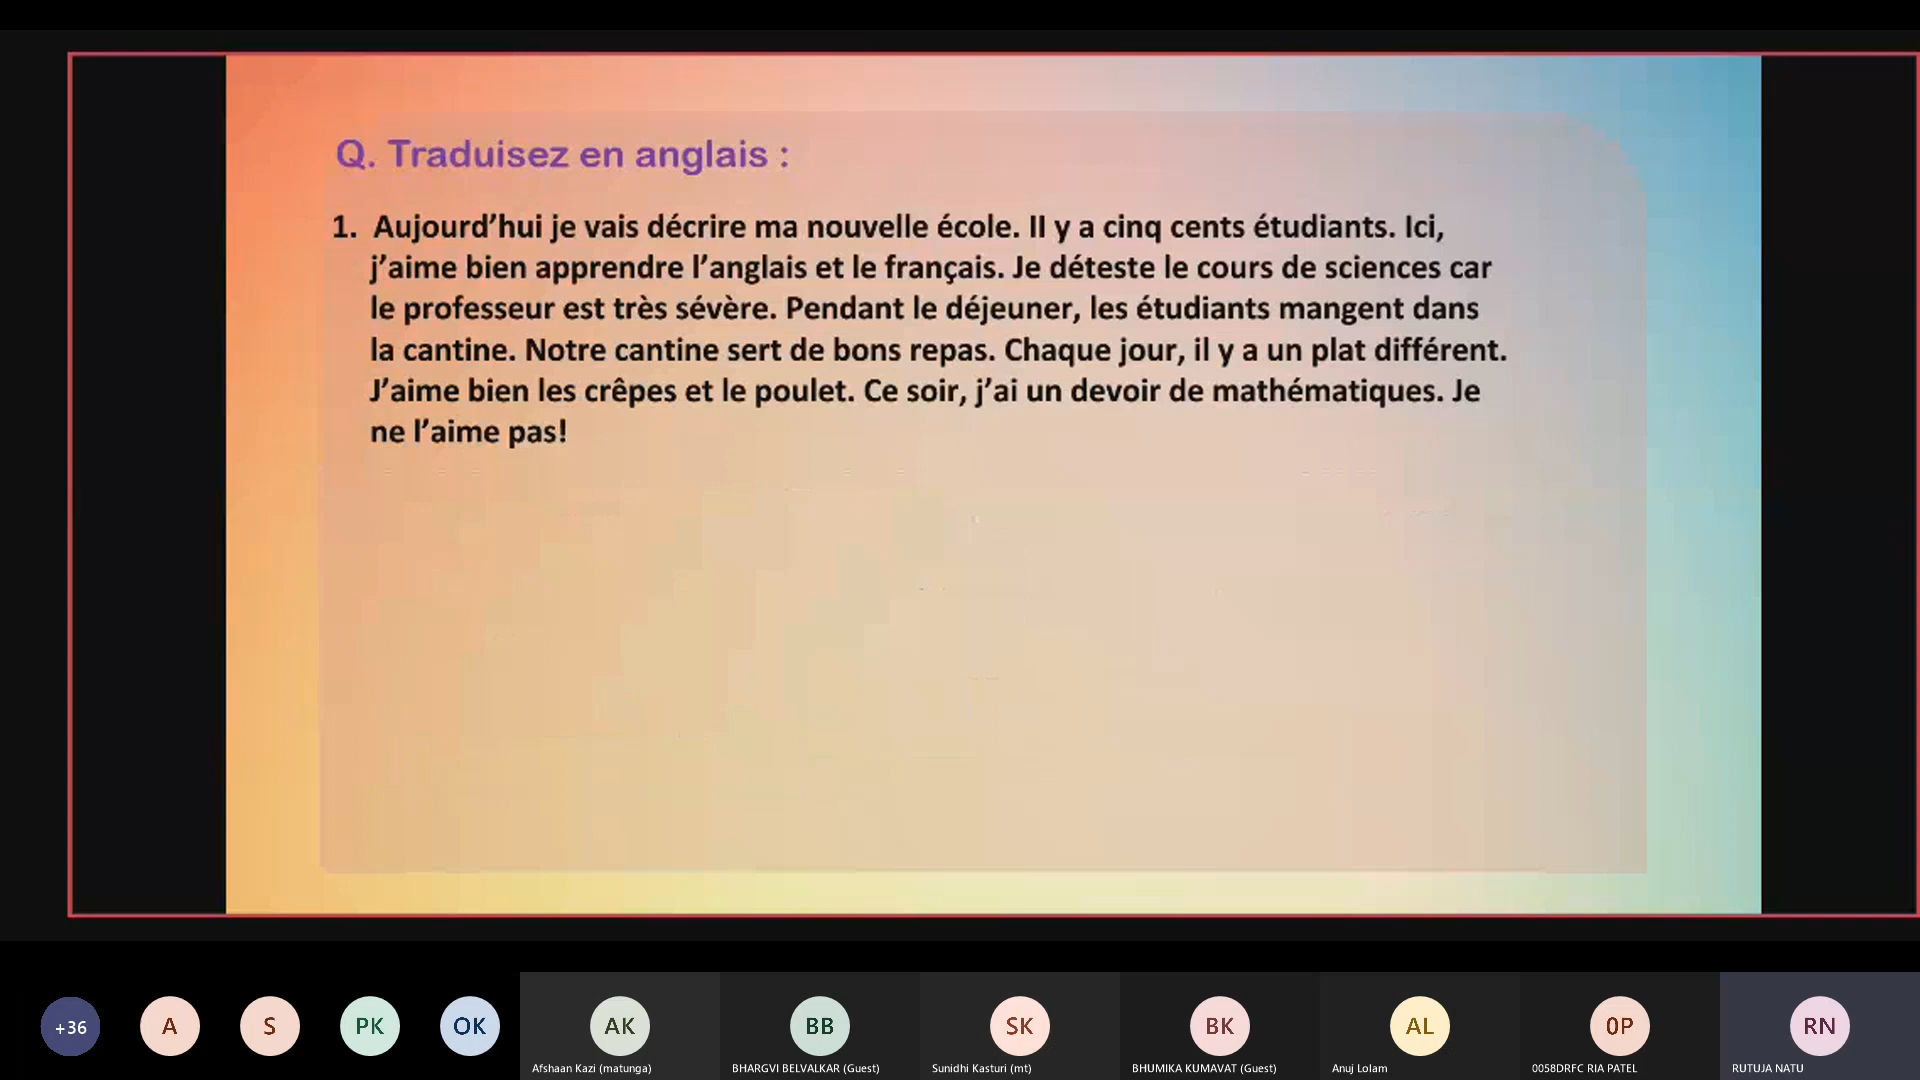 Q. Traduisez en anglais :
1. Aujourd’hui je vais décrire ma nouvelle école. Il y a cinq cents étudiants. Ici,
j’aime bien apprendre l’anglais et le français. Je déteste le cours de sciences car
le professeur est très sévère. Pendant le déjeuner, les étudiants mangent dans
la cantine. Notre cantine sert de bons repas. Chaque jour, il y a un plat différent.
J’aime bien les crêpes et le poulet. Ce soir, j’ai un devoir de mathématiques. Je
ne l’aime pas!
+36 A S PK OK AK BB SK BK AL 0P RN
Afshaan Kazi (matunga) BHARGVI BELVALKAR (Guest) Sunidhi Kasturi (mt) BHUMIKA KUMAVAT (Guest) Anuj Lolam 0058DRFC RIA PATEL RUTUJA NATU